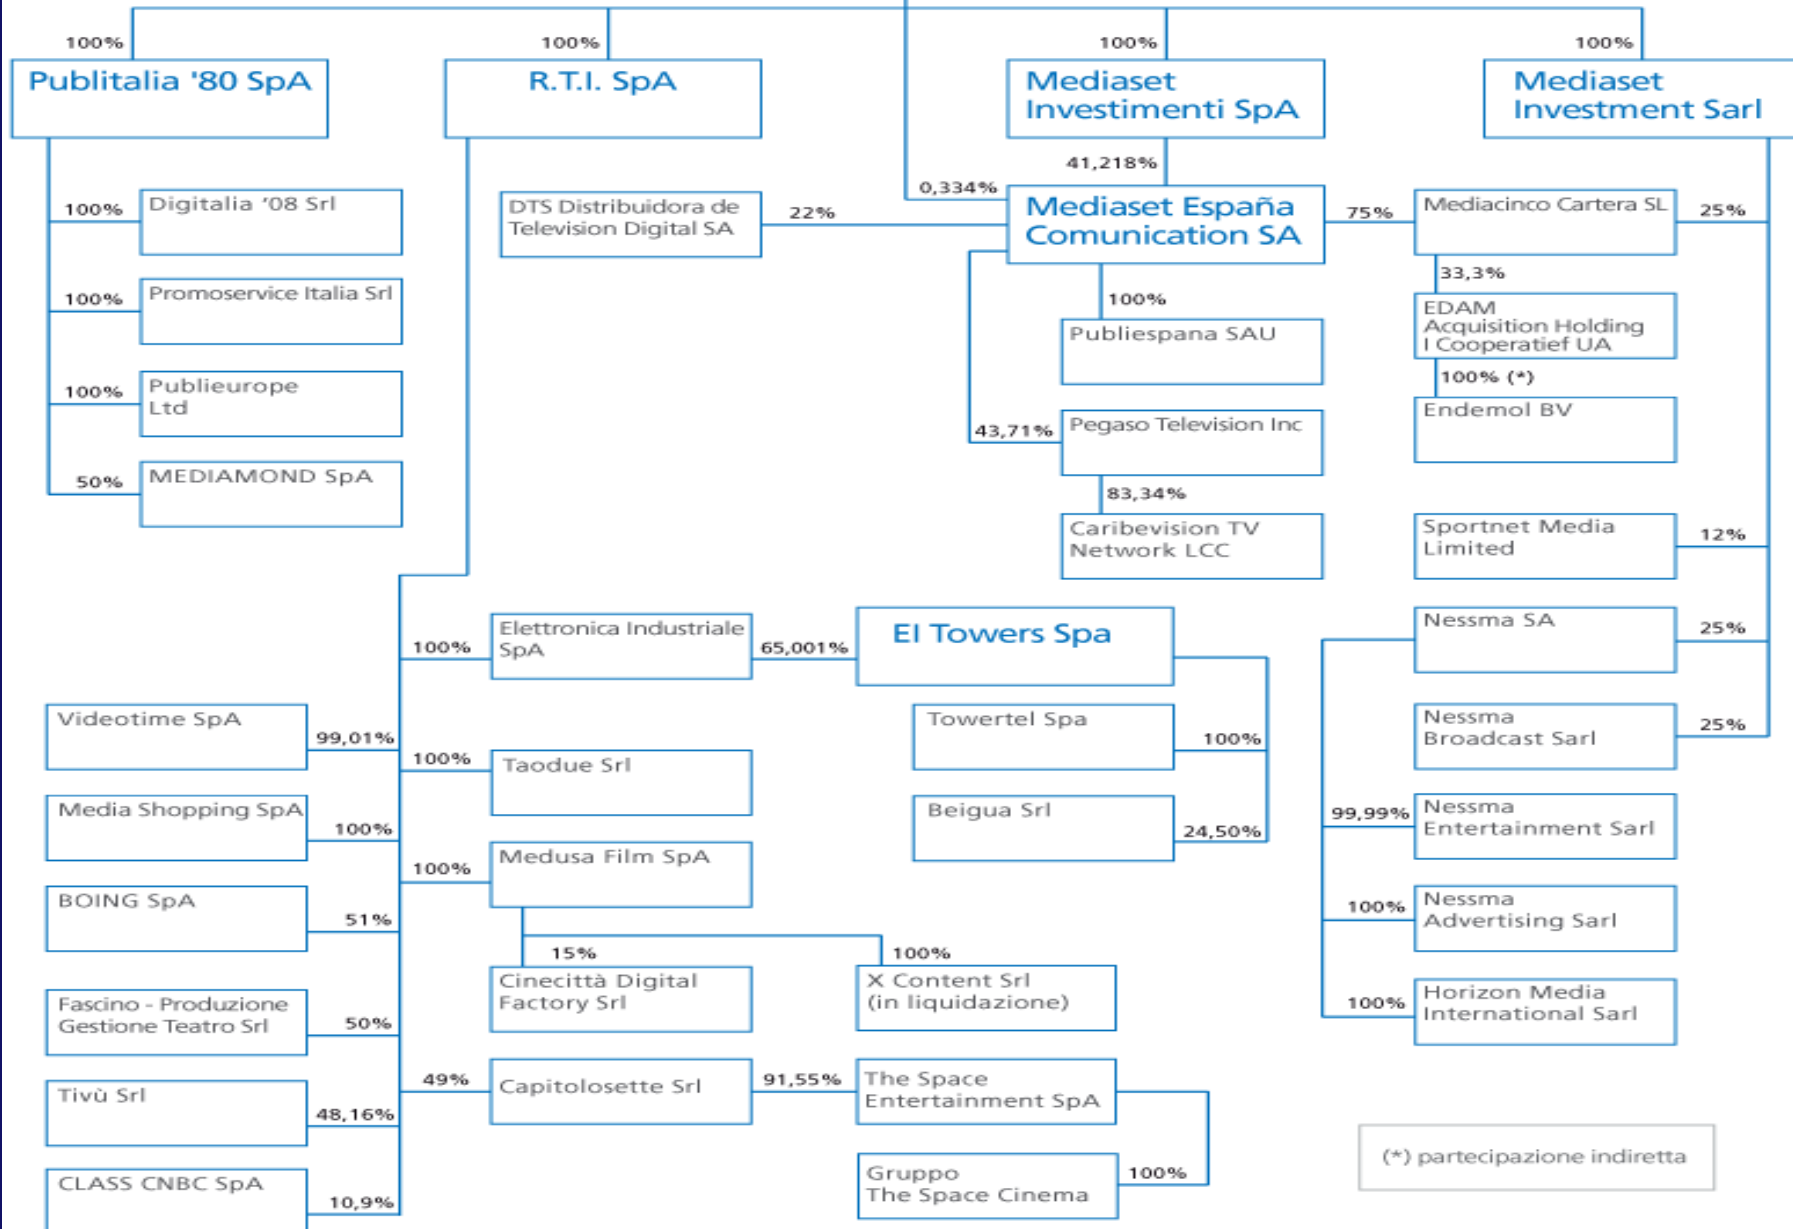 100%
100%
100%
100%
Publitalia '80 SpA
R.T.I. SpA
Mediaset
Investimenti SpA
Mediaset
Investment Sarl
41,218%
0,334%
100%
Digitalia '08 Srl
DTS Distribuidora de
Television Digital SA
22%
Mediaset España
Comunication SA
75%
Mediacinco Cartera SL
25%
33,3%
100%
Promoservice Italia Srl
100%
EDAM
Acquisition Holding
I Cooperatief UA
Publiespana SAU
100% (*)
100%
Publieurope
Ltd
Endemol BV
43,71%
Pegaso Television Inc
50%
MEDIAMOND SpA
83,34%
Caribevision TV
Network LCC
Sportnet Media
Limited
12%
100%
Elettronica Industriale
SpA
65,001%
EI Towers Spa
Nessma SA
25%
Videotime SpA
99,01%
Towertel Spa
100%
Nessma
Broadcast Sarl
25%
100%
Taodue Srl
Media Shopping SpA
100%
Beigua Srl
24,50%
99,99%
Nessma
Entertainment Sarl
100%
Medusa Film SpA
BOING SpA
51%
100%
Nessma
Advertising Sarl
15%
100%
Cinecittà Digital
Factory Srl
X Content Srl
(in liquidazione)
Fascino - Produzione
Gestione Teatro Srl
50%
100%
Horizon Media
International Sarl
49%
Capitolosette Srl
91,55%
The Space
Entertainment SpA
Tivù Srl
48,16%
(*) partecipazione indiretta
Gruppo
The Space Cinema
100%
CLASS CNBC SpA
10,9%